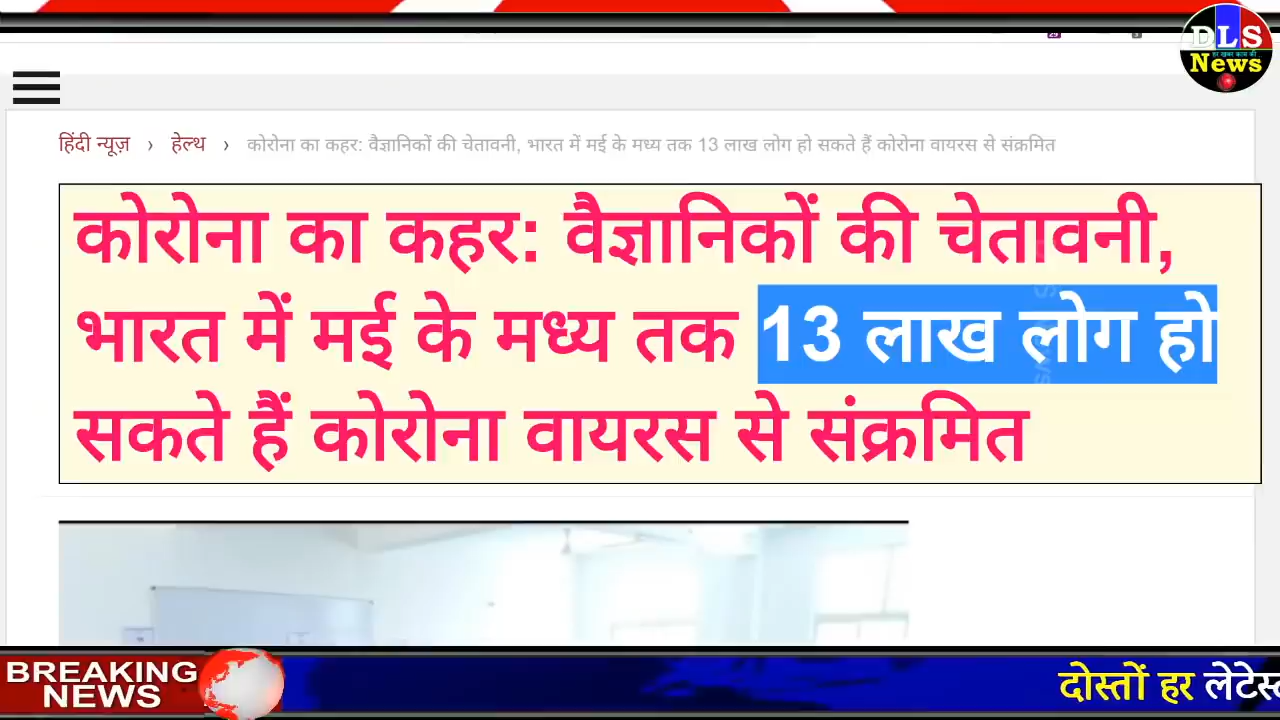 DLS
News
हिंदी न्यूज़ › हेल्थ › कोरोना का कहर: वैज्ञानिकों की चेतावनी, भारत में मई के मध्य तक 13 लाख लोग हो सकते हैं कोरोना वायरस से संक्रमित
कोरोना का कहर: वैज्ञानिकों की चेतावनी,
भारत में मई के मध्य तक 13 लाख लोग हो
सकते हैं कोरोना वायरस से संक्रमित
BREAKING
NEWS
दोस्तों हर